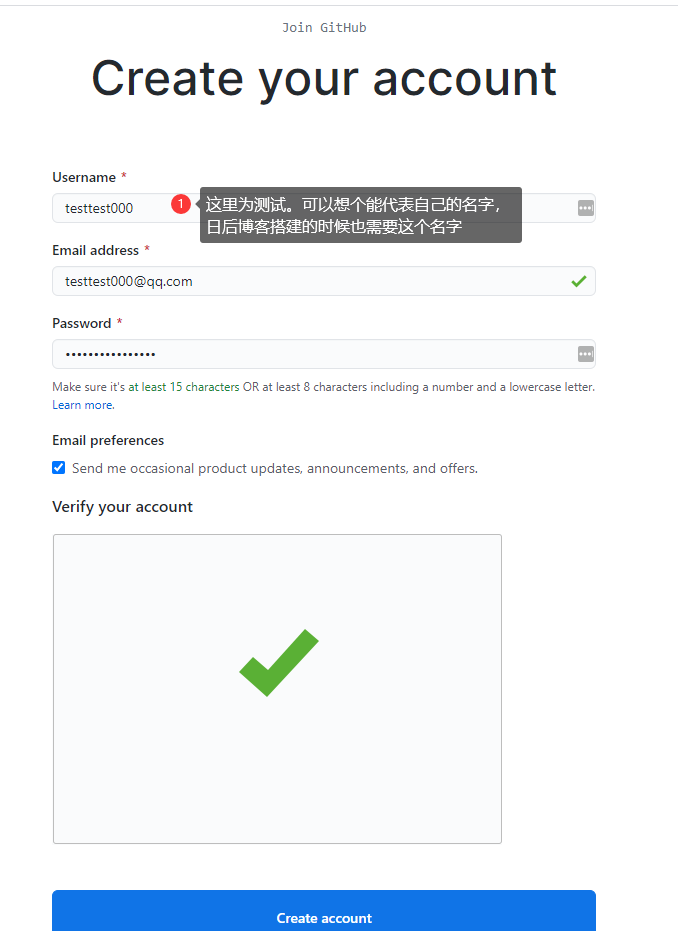 Join GitHub
Create your account
Username *
testtest000
1
这里为测试。可以想个能代表自己的名字，
日后博客搭建的时候也需要这个名字
Email address *
testtest000@qq.com
Password *
••••••••••••••••
Make sure it's at least 15 characters OR at least 8 characters including a number and a lowercase letter.
Learn more.
Email preferences
Send me occasional product updates, announcements, and offers.
Verify your account
Create account